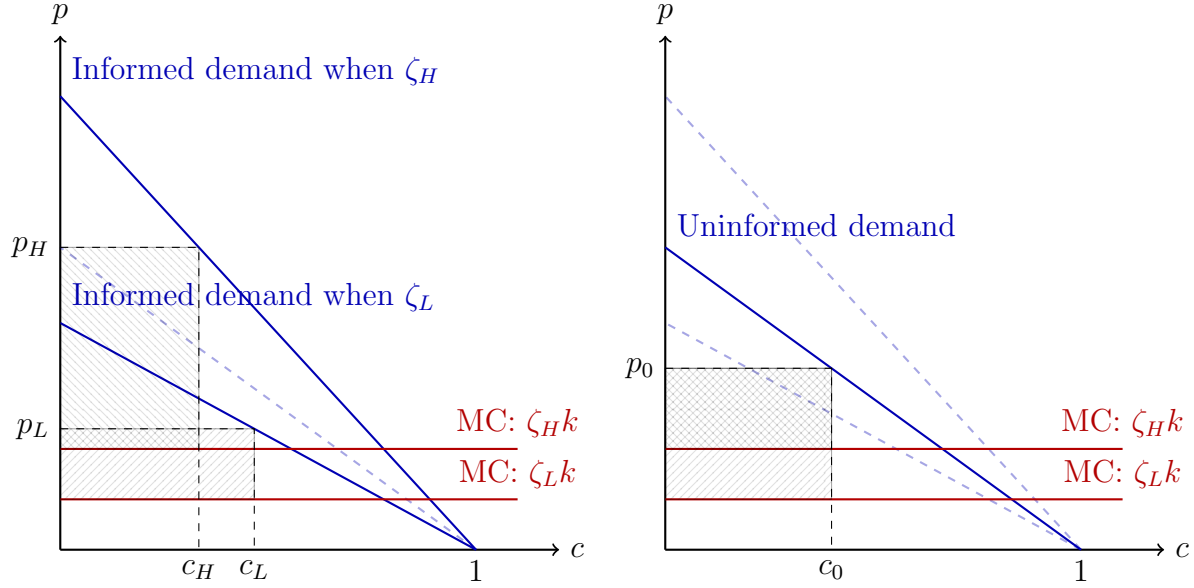 p
Informed demand when ζ_H
p_H
Informed demand when ζ_L
p_L
MC: ζ_H k
MC: ζ_L k
c_H
c_L
1
c
p
Uninformed demand
p_0
MC: ζ_H k
MC: ζ_L k
c_0
1
c